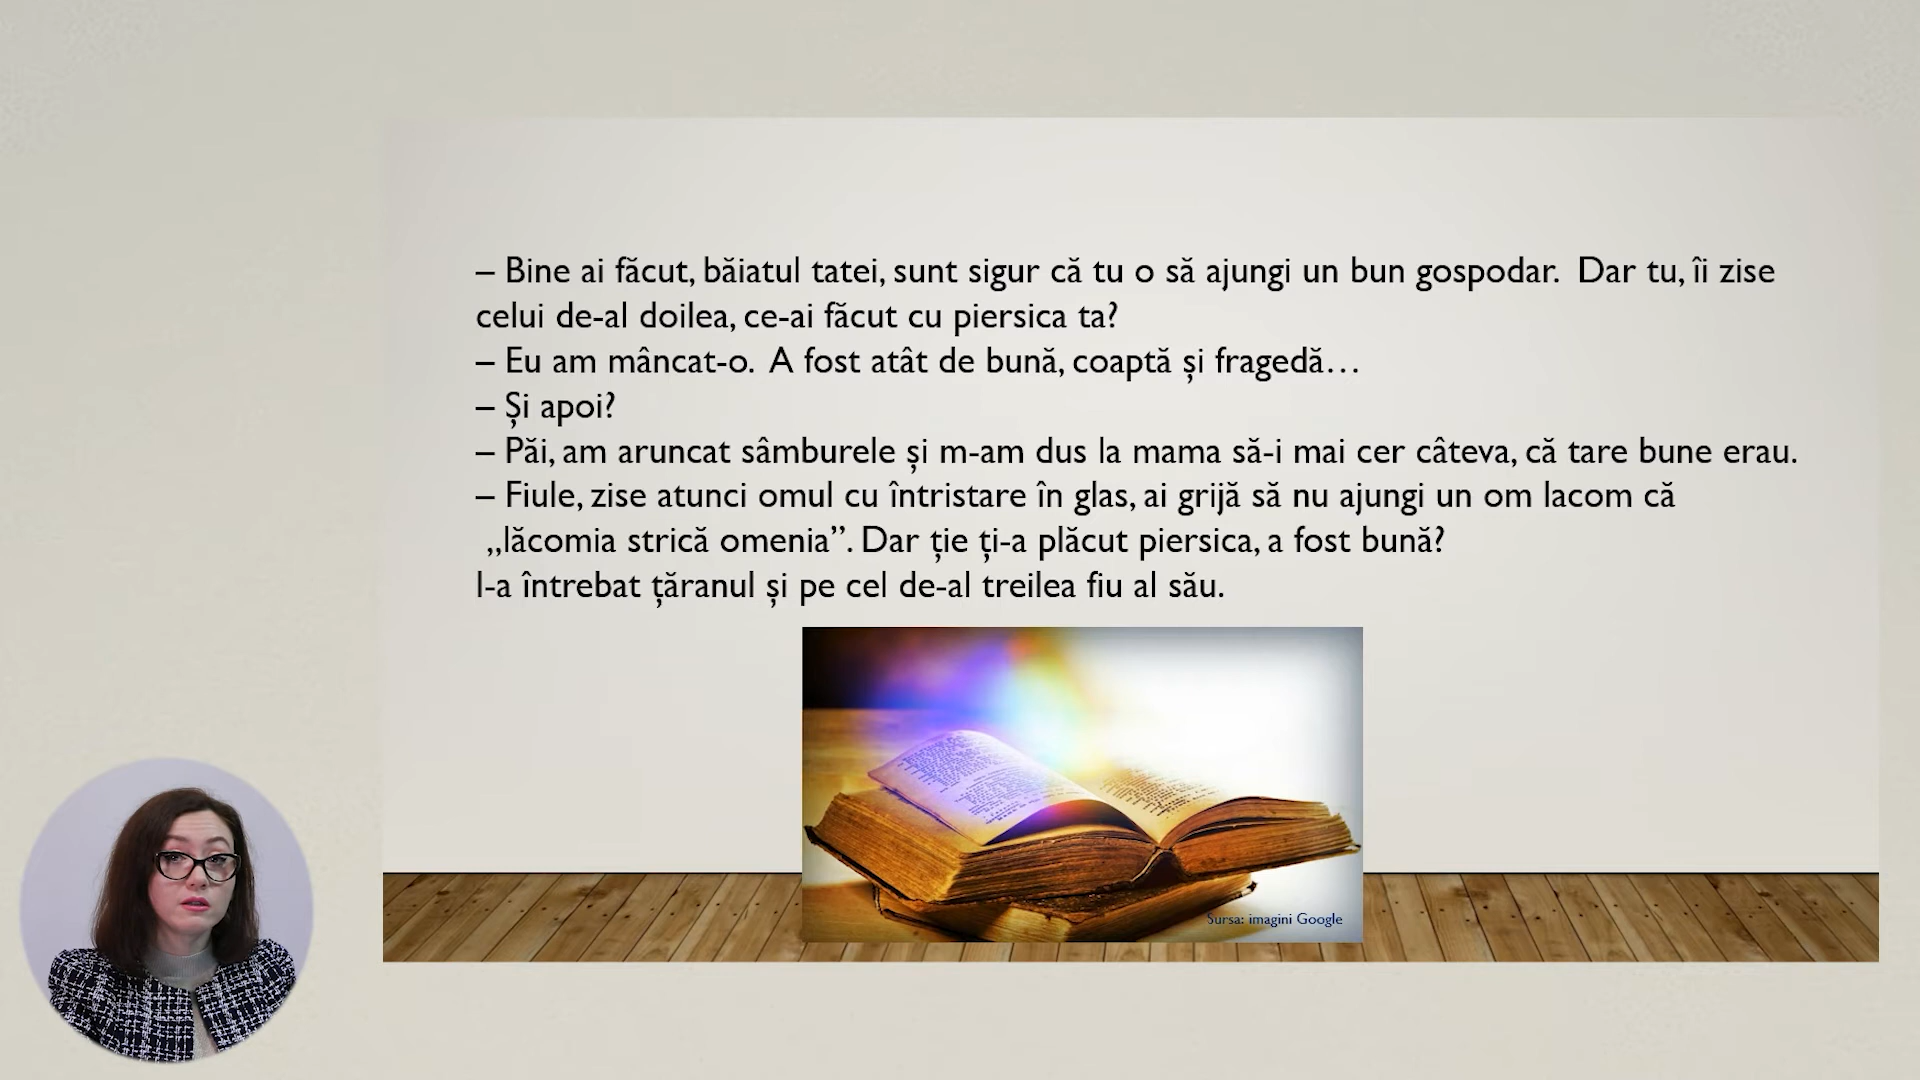 – Bine ai făcut, băiatul tatei, sunt sigur că tu o să ajungi un bun gospodar. Dar tu, îi zise
celui de-al doilea, ce-ai făcut cu piersica ta?
– Eu am mâncat-o. A fost atât de bună, coaptă și fragedă…
– Și apoi?
– Păi, am aruncat sâmburele și m-am dus la mama să-i mai cer câteva, că tare bune erau.
– Fiule, zise atunci omul cu întristare în glas, ai grijă să nu ajungi un om lacom că
„lăcomia strică omenia”. Dar ție ți-a plăcut piersica, a fost bună?
l-a întrebat țăranul și pe cel de-al treilea fiu al său.
Sursa: imagini Google